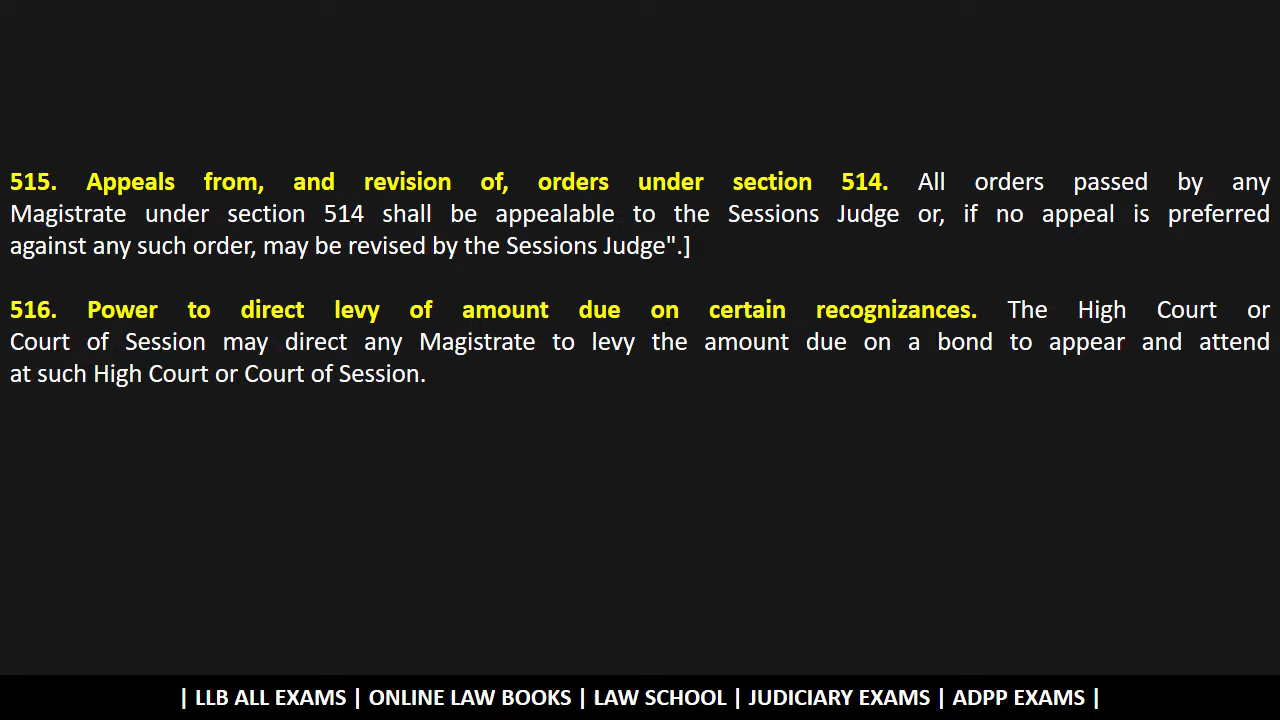 515. Appeals from, and revision of, orders under section 514. All orders passed by any
Magistrate under section 514 shall be appealable to the Sessions Judge or, if no appeal is preferred
against any such order, may be revised by the Sessions Judge".]
516. Power to direct levy of amount due on certain recognizances. The High Court or
Court of Session may direct any Magistrate to levy the amount due on a bond to appear and attend
at such High Court or Court of Session.
| LLB ALL EXAMS | ONLINE LAW BOOKS | LAW SCHOOL | JUDICIARY EXAMS | ADPP EXAMS |